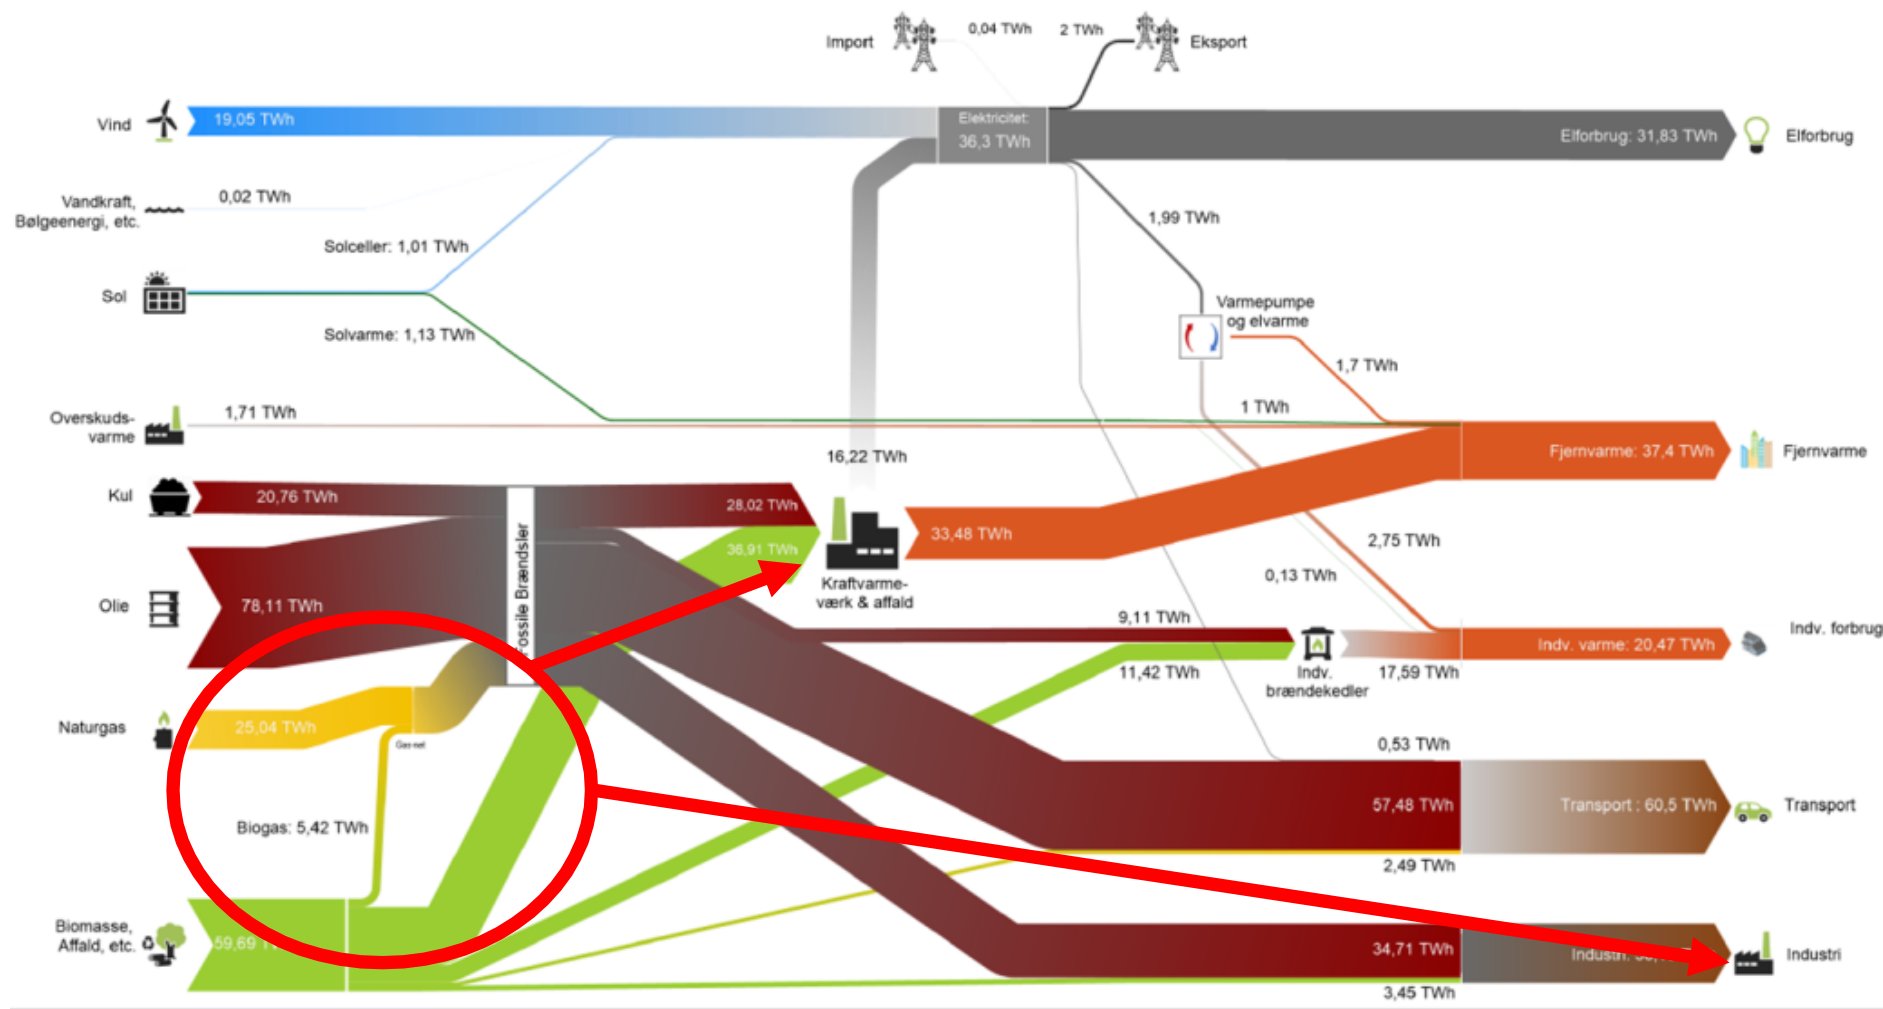 Import
0,04 TWh
2 TWh
Eksport
Vind
19,05 TWh
Elektricitet:
36,3 TWh
Elforbrug: 31,83 TWh
Elforbrug
Vandkraft,
Bølgeenergi, etc.
0,02 TWh
1,99 TWh
Solceller: 1,01 TWh
Sol
Varmepumpe
og elvarme
Solvarme: 1,13 TWh
1,7 TWh
Overskuds-
varme
1,71 TWh
1 TWh
16,22 TWh
Fjernvarme: 37,4 TWh
Fjernvarme
Kul
20,76 TWh
28,02 TWh
36,91 TWh
33,48 TWh
2,75 TWh
0,13 TWh
Fossile Brændsler
Kraftvarme-
værk & affald
Olie
78,11 TWh
9,11 TWh
11,42 TWh
Indv.
brændekedler
17,59 TWh
Indv. varme: 20,47 TWh
Indv. forbrug
Naturgas
25,04 TWh
Gas net
0,53 TWh
57,48 TWh
Transport : 60,5 TWh
Transport
Biogas: 5,42 TWh
2,49 TWh
Biomasse,
Affald, etc.
59,69
34,71 TWh
Industri:
Industri
3,45 TWh